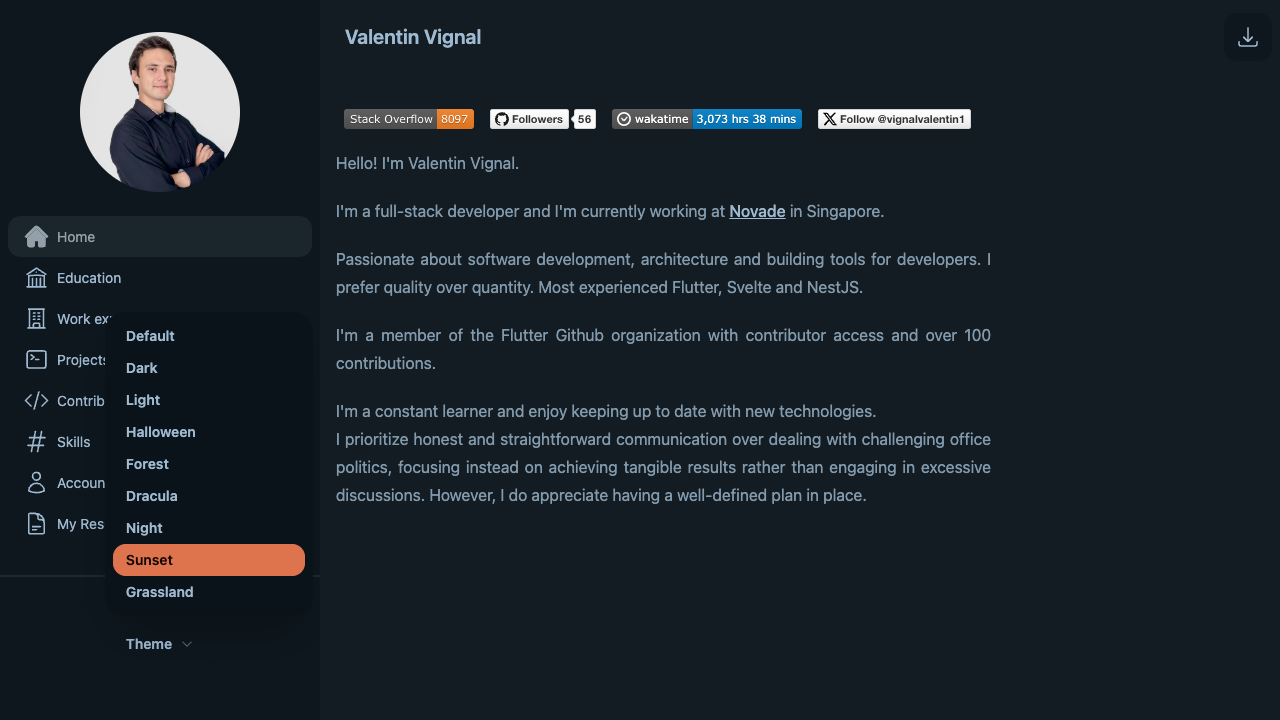 Valentin Vignal
Stack Overflow 8097
Followers 56
wakatime 3,073 hrs 38 mins
Follow @vignalvalentin1
Hello! I'm Valentin Vignal.
I'm a full-stack developer and I'm currently working at Novade in Singapore.
Passionate about software development, architecture and building tools for developers. I
prefer quality over quantity. Most experienced Flutter, Svelte and NestJS.
I'm a member of the Flutter Github organization with contributor access and over 100
contributions.
I'm a constant learner and enjoy keeping up to date with new technologies.
I prioritize honest and straightforward communication over dealing with challenging office
politics, focusing instead on achieving tangible results rather than engaging in excessive
discussions. However, I do appreciate having a well-defined plan in place.
Home
Education
Work ex
Projects
Contrib
Skills
Accoun
My Res
Default
Dark
Light
Halloween
Forest
Dracula
Night
Sunset
Grassland
Theme